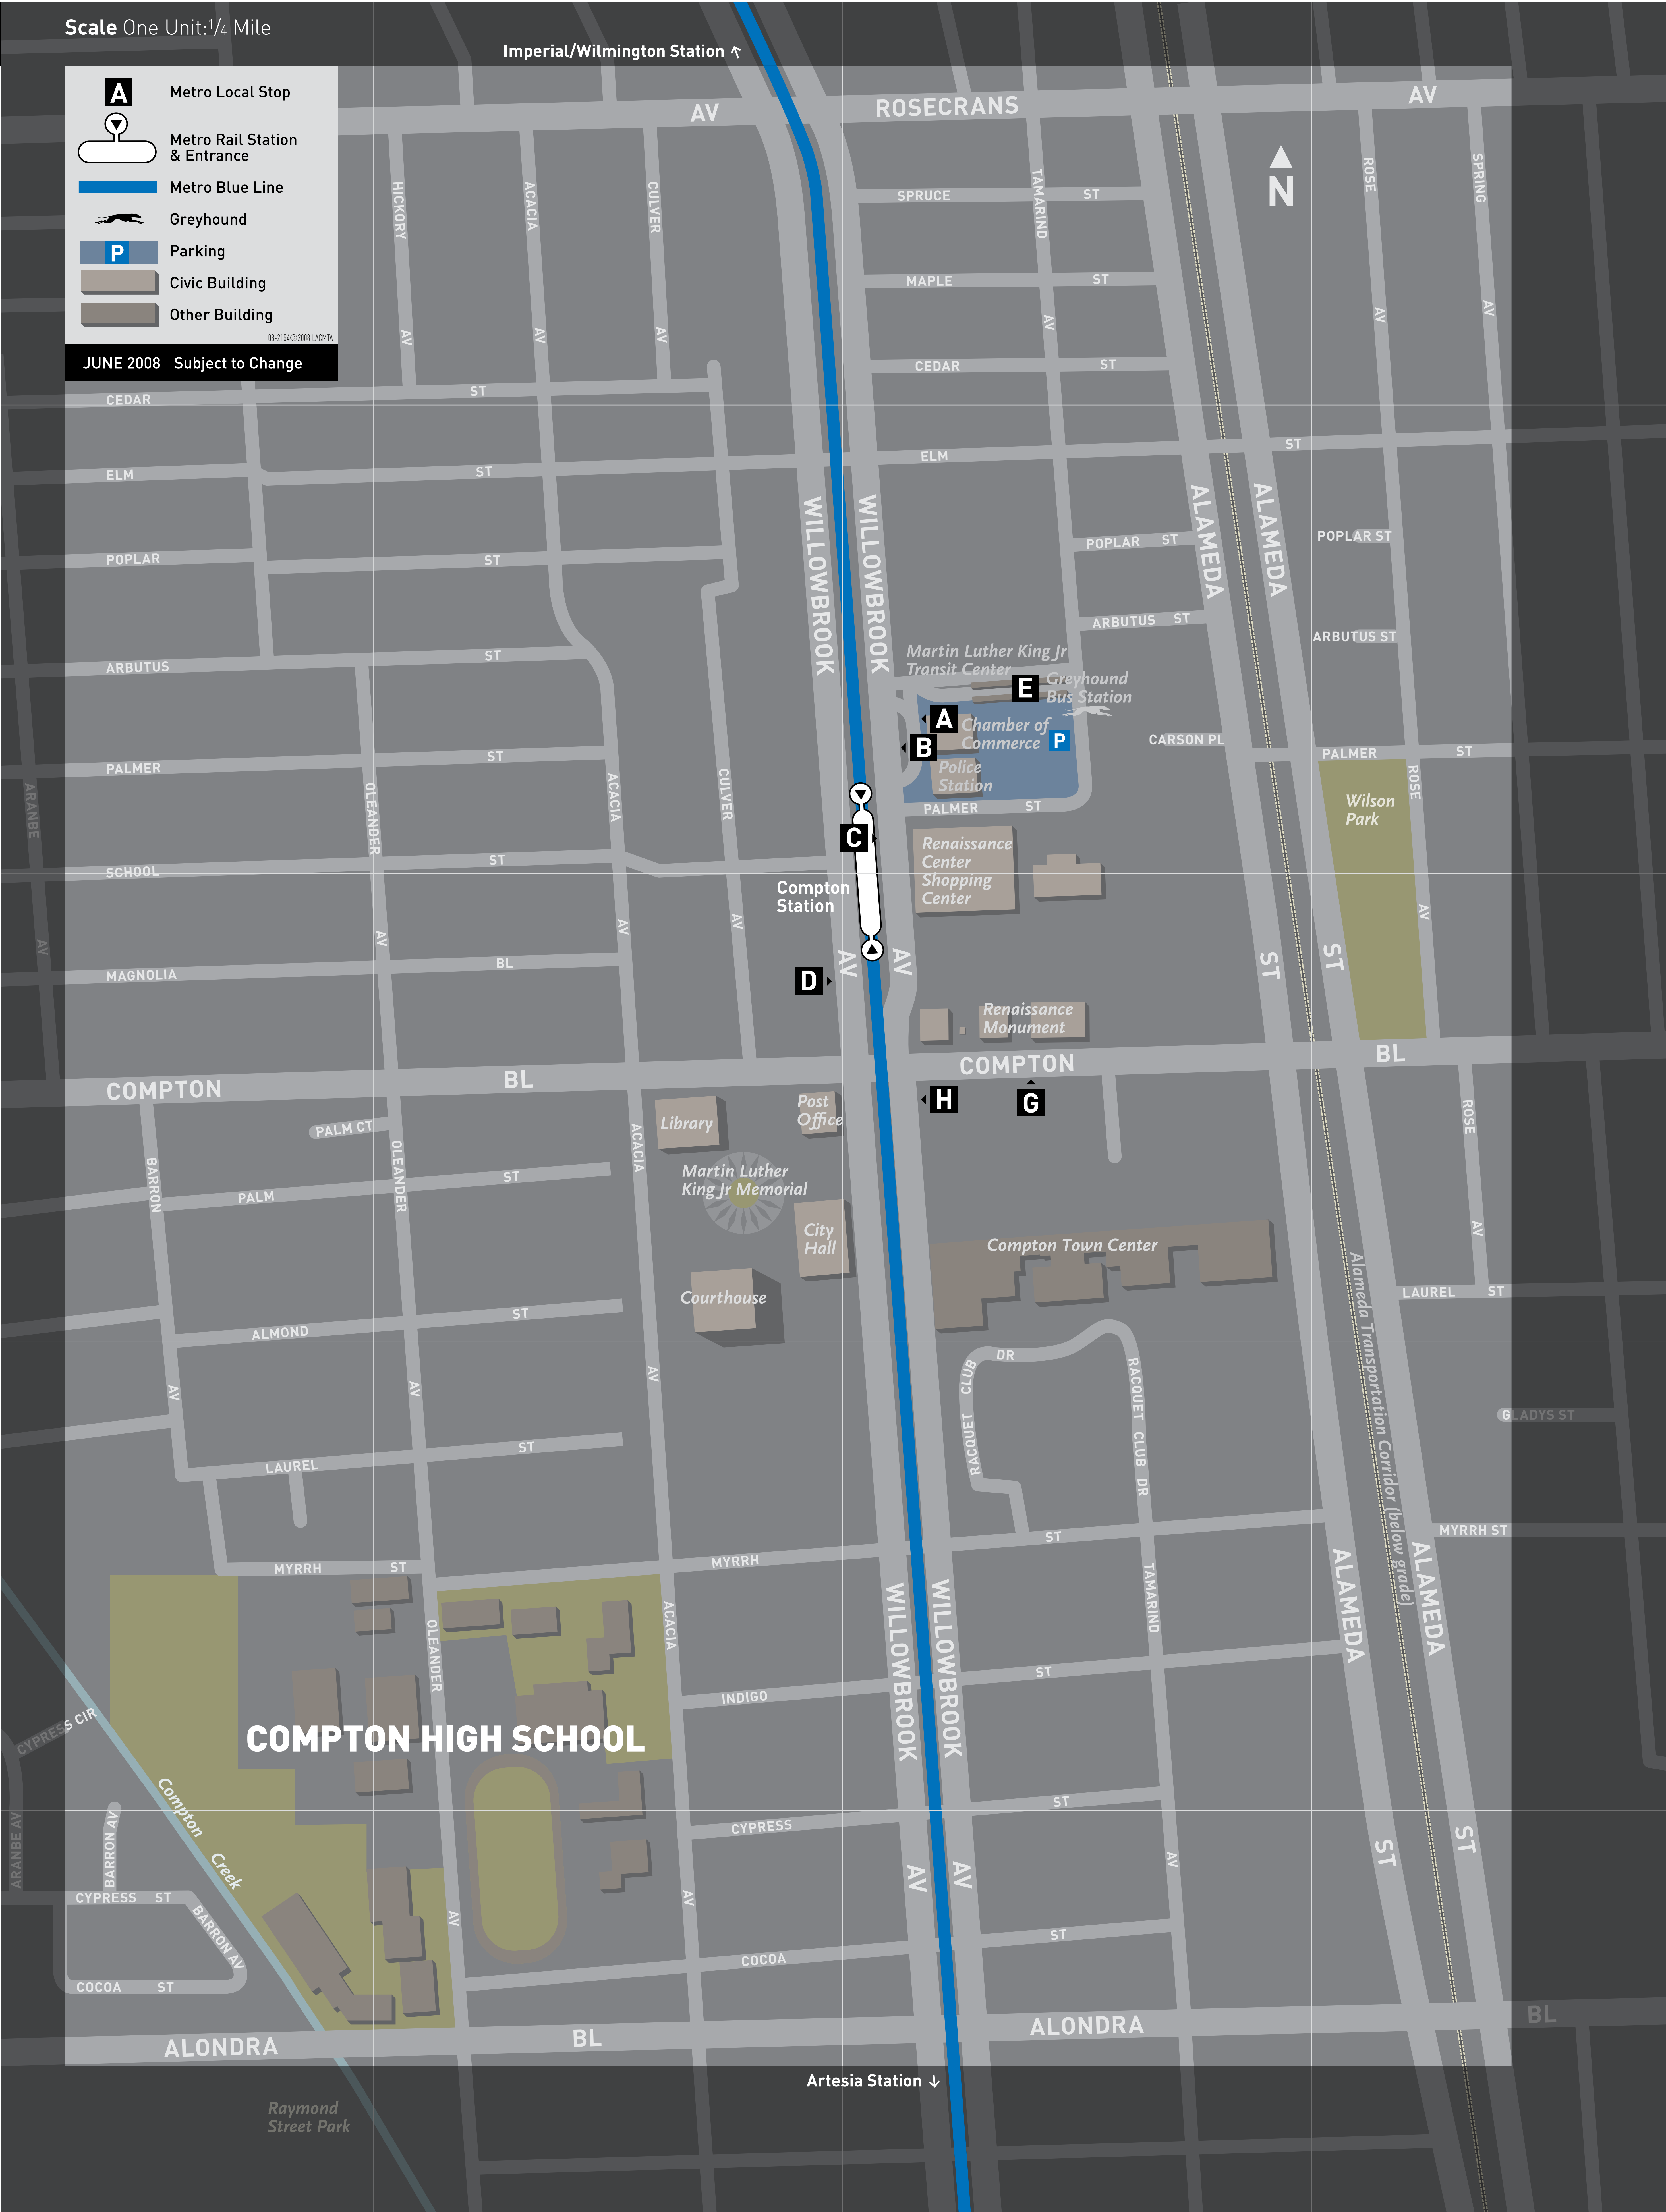 Scale One Unit:1/4 Mile
Imperial/Wilmington Station ↑
A Metro Local Stop
Metro Rail Station
& Entrance
Metro Blue Line
Greyhound
P Parking
Civic Building
Other Building
08-2154©2008 LACMTA
JUNE 2008 Subject to Change
AV ROSECRANS AV
N
HICKORY AV
ACACIA AV
CULVER AV
TAMARIND AV
ROSE AV
SPRING AV
SPRUCE ST
MAPLE ST
CEDAR ST
CEDAR ST
ELM ST ELM ST
WILLOWBROOK WILLOWBROOK
ALAMEDA ALAMEDA
POPLAR ST
POPLAR ST
POPLAR ST
ARBUTUS ST
ARBUTUS ST
ARBUTUS ST
Martin Luther King Jr
Transit Center
E
Greyhound
Bus Station
A
Chamber of
Commerce
P
B
Police
Station
CARSON PL
PALMER ST
PALMER ST
PALMER ST
ARANBE AV
OLEANDER AV
ACACIA AV
CULVER AV
ROSE AV
Wilson
Park
C
Renaissance
Center
Shopping
Center
SCHOOL ST
Compton
Station
AV AV
ST ST
MAGNOLIA BL
D
Renaissance
Monument
COMPTON BL COMPTON BL
H
G
PALM CT
BARRON AV
OLEANDER AV
ACACIA AV
ROSE AV
Library
Post
Office
Martin Luther
King Jr Memorial
City
Hall
Courthouse
Compton Town Center
PALM ST
ALMOND ST
LAUREL ST
LAUREL ST
Alameda Transportation Corridor (below grade)
RACQUET CLUB DR
RACQUET CLUB DR
GLADYS ST
MYRRH ST
MYRRH ST
MYRRH ST
WILLOWBROOK WILLOWBROOK
TAMARIND AV
ALAMEDA ALAMEDA
OLEANDER AV
ACACIA AV
INDIGO ST
COMPTON HIGH SCHOOL
CYPRESS CIR
Compton Creek
ARANBE AV
BARRON AV
CYPRESS ST
BARRON AV
COCOA ST
CYPRESS ST
AV AV
ST ST
COCOA ST
ALONDRA BL ALONDRA BL
Artesia Station ↓
Raymond
Street Park